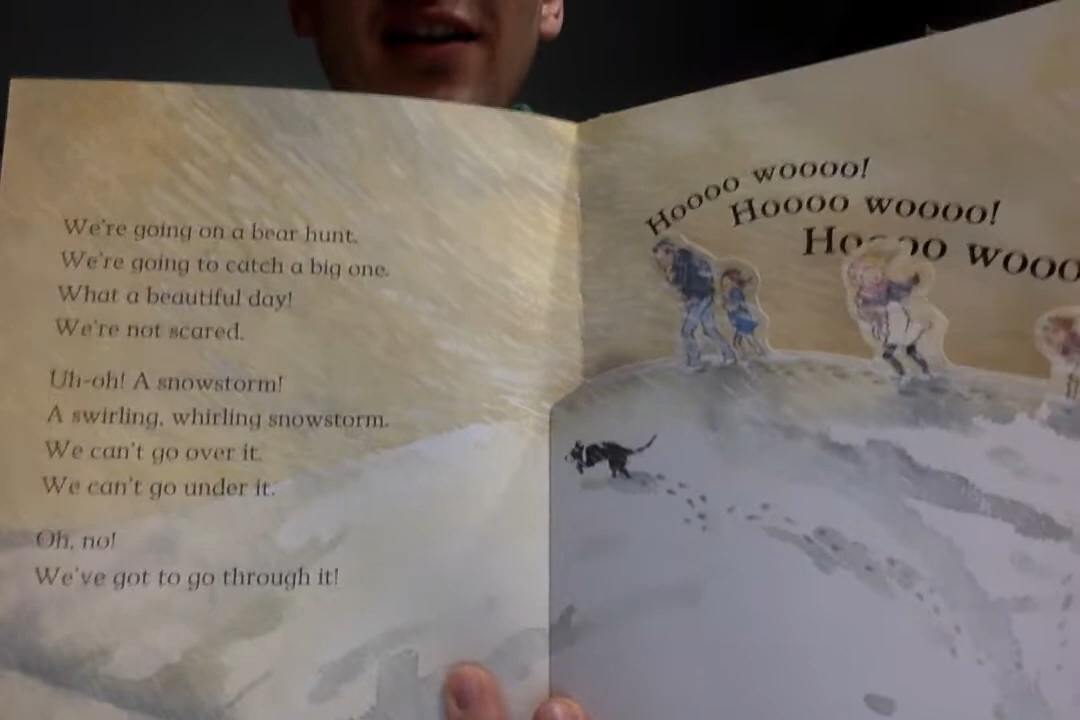 We're going on a bear hunt.
We're going to catch a big one.
What a beautiful day!
We're not scared.
Uh-oh! A snowstorm!
A swirling, whirling snowstorm.
We can't go over it.
We can't go under it.
Oh, no!
We've got to go through it!
Hoooo woooo!
Hoooo woooo!